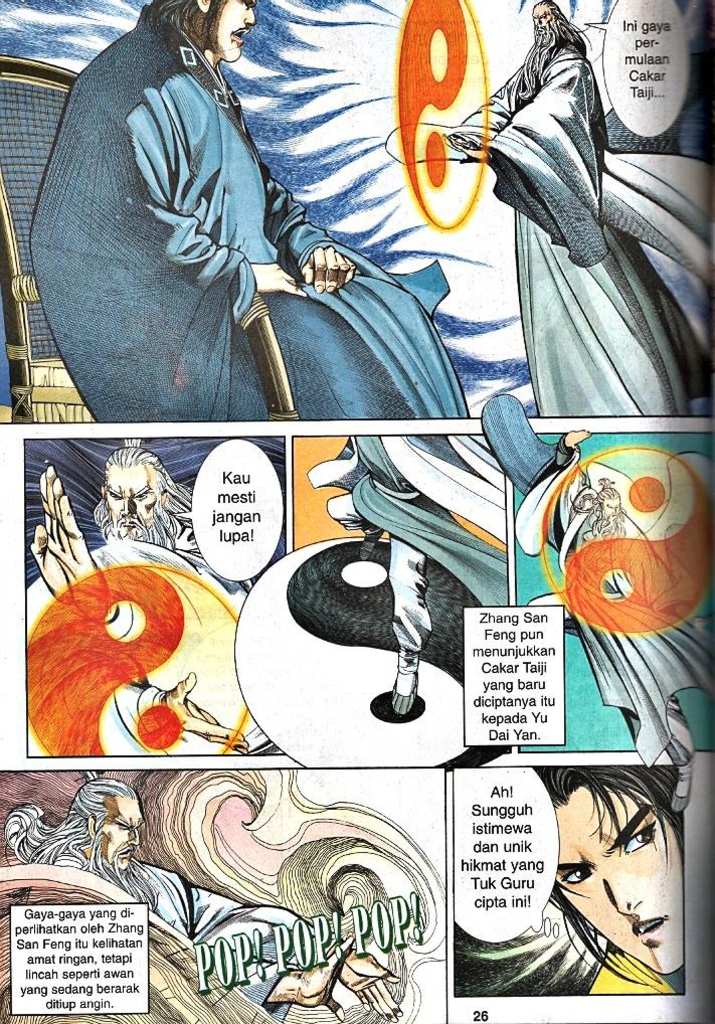 Ini gaya
per-
mulaan
Cakar
Taiji...
Kau
mesti
jangan
lupa!
Zhang San
Feng pun
menunjukkan
Cakar Taiji
yang baru
diciptanya itu
kepada Yu
Dai Yan.
Gaya-gaya yang di-
perlihatkan oleh Zhang
San Feng itu kelihatan
amat ringan, tetapi
lincah seperti awan
yang sedang berarak
ditiup angin.
POP! POP! POP!
Ah!
Sungguh
istimewa
dan unik
hikmat yang
Tuk Guru
cipta ini!
26